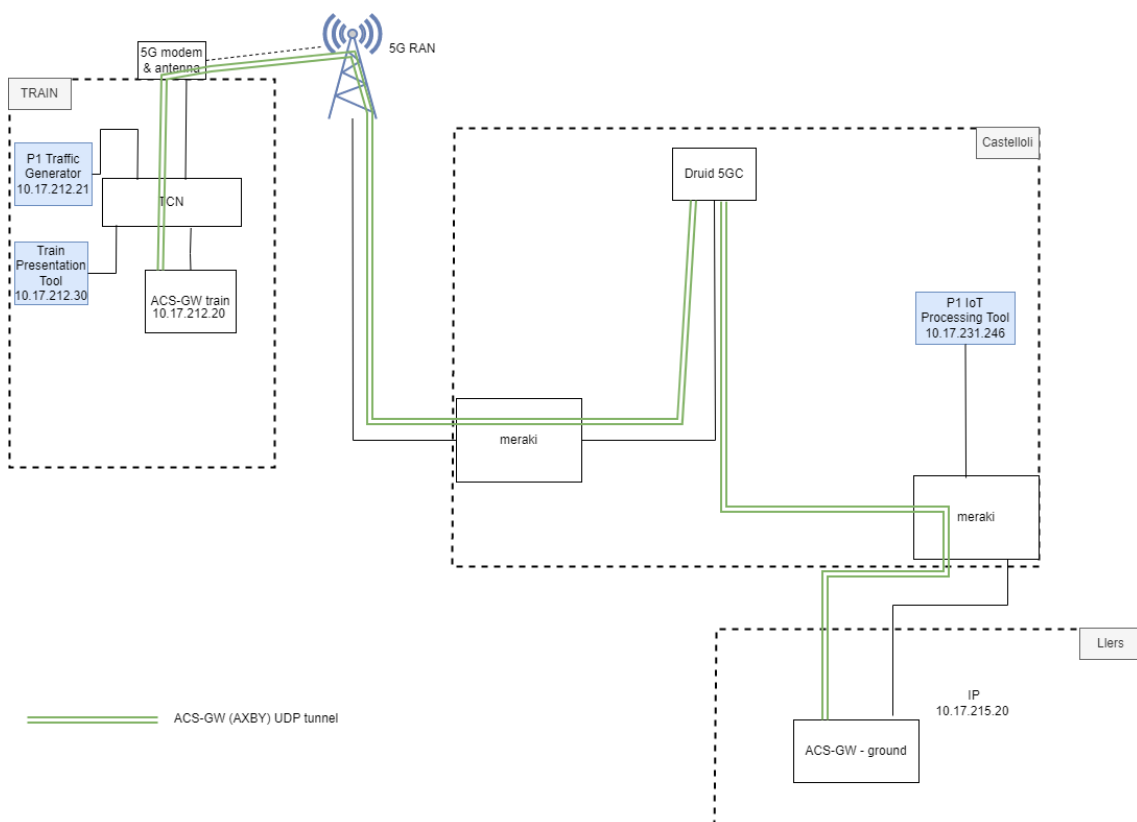 5G modem
& antenna
5G RAN
TRAIN
P1 Traffic
Generator
10.17.212.21
TCN
Train
Presentation
Tool
10.17.212.30
ACS-GW train
10.17.212.20
Castelloli
Druid 5GC
P1 IoT
Processing Tool
10.17.231.246
meraki
meraki
Llers
IP
10.17.215.20
ACS-GW - ground
ACS-GW (AXBY) UDP tunnel